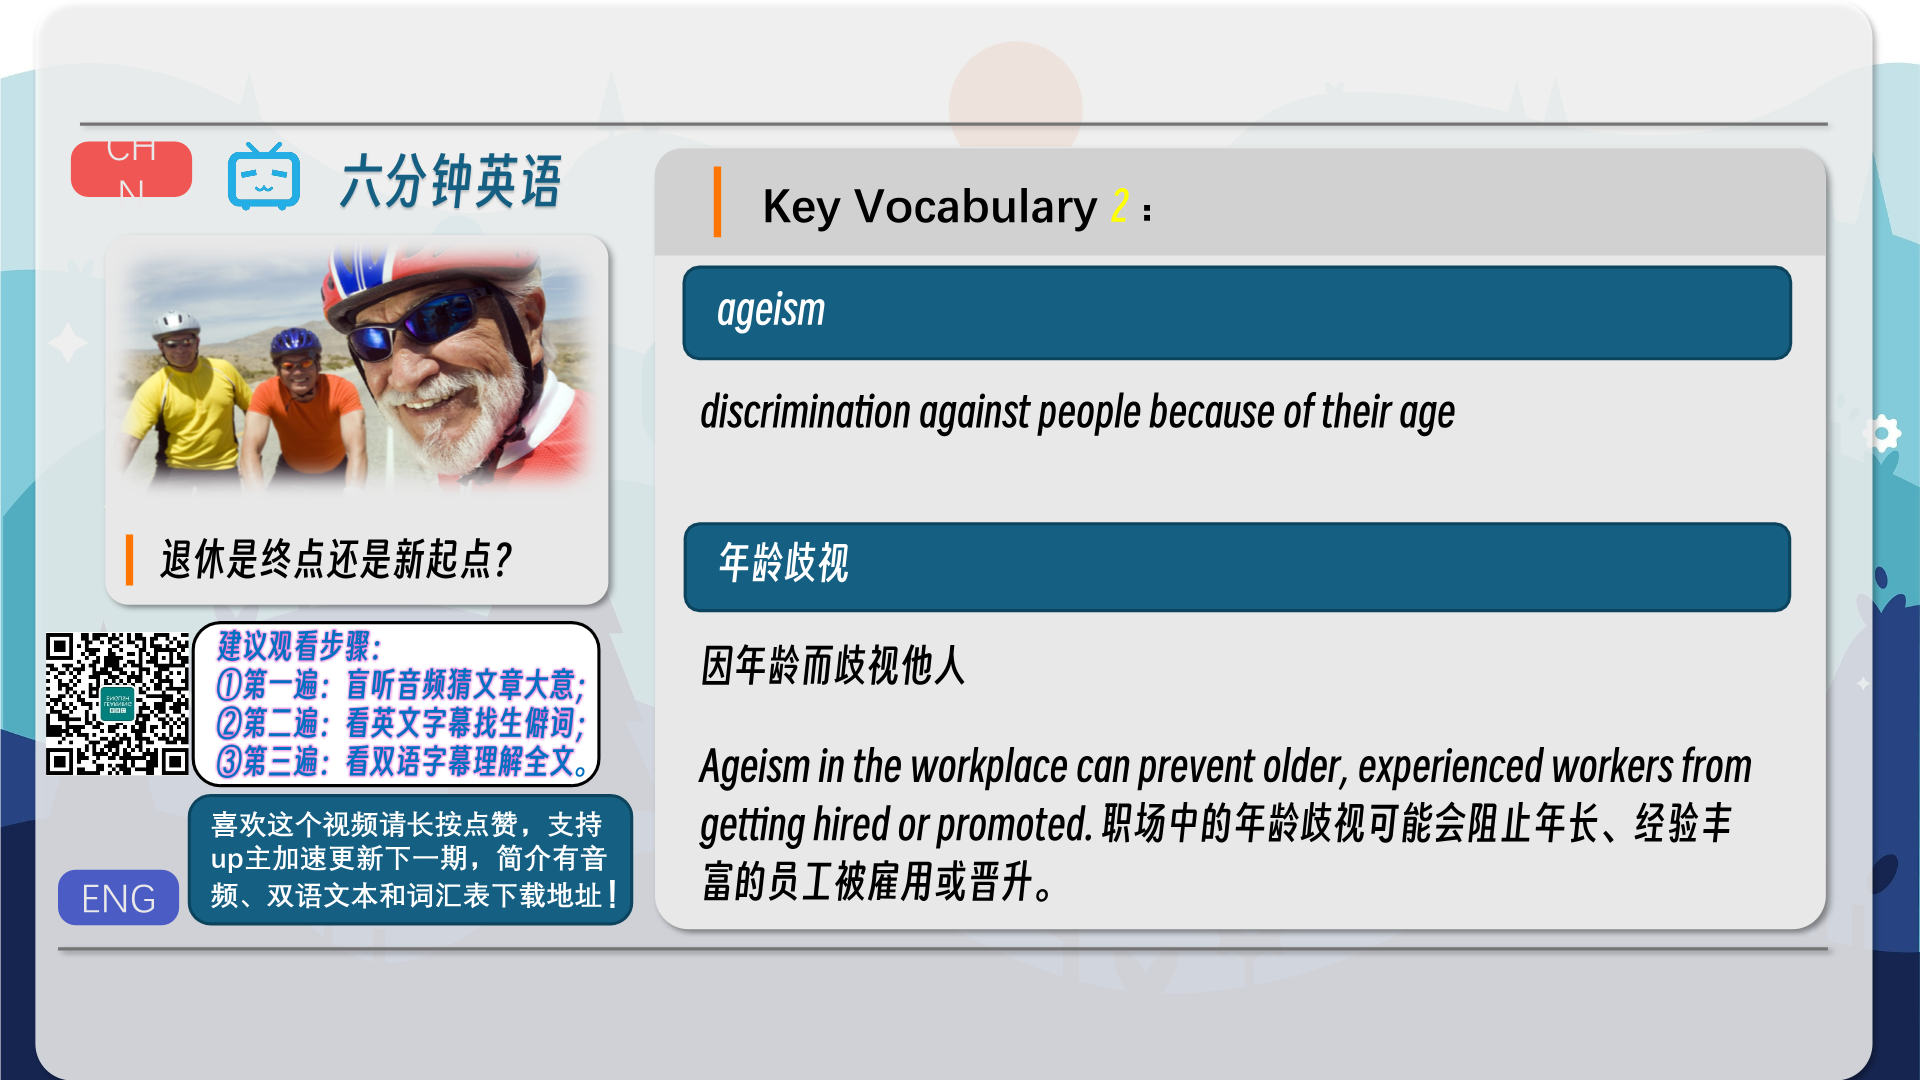 CH
N
六分钟英语
退休是终点还是新起点?
建议观看步骤：
①第一遍：盲听音频猜文章大意；
②第二遍：看英文字幕找生僻词；
③第三遍：看双语字幕理解全文。
喜欢这个视频请长按点赞，支持
up主加速更新下一期，简介有音
频、双语文本和词汇表下载地址！
ENG
Key Vocabulary 2：
ageism
discrimination against people because of their age
年龄歧视
因年龄而歧视他人
Ageism in the workplace can prevent older, experienced workers from
getting hired or promoted. 职场中的年龄歧视可能会阻止年长、经验丰
富的员工被雇用或晋升。